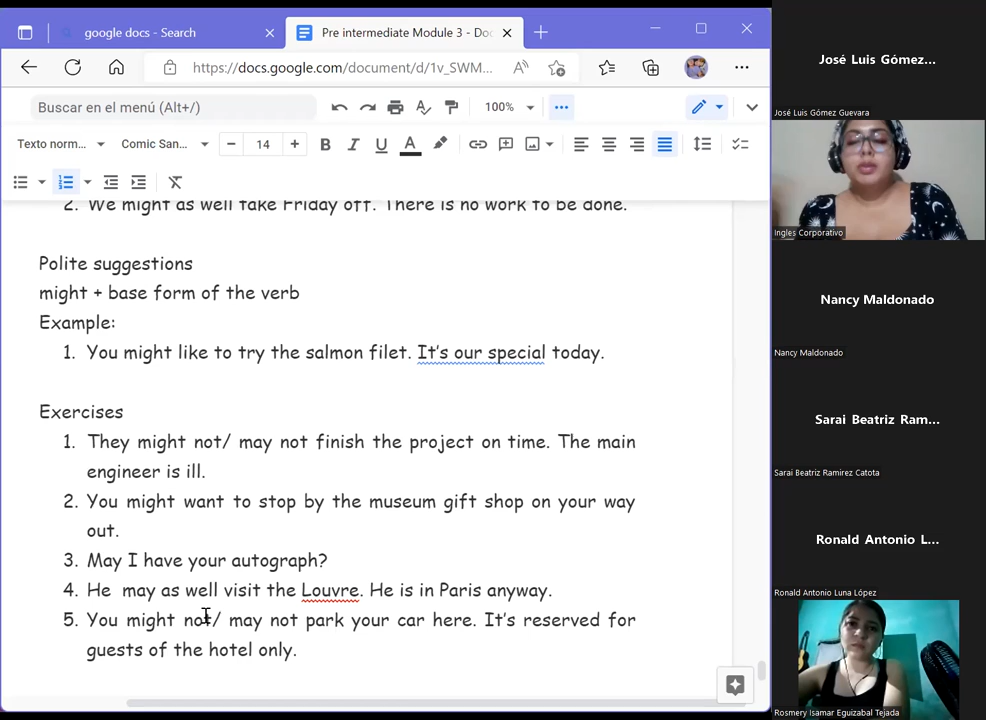 google docs - Search
Pre intermediate Module 3 - Doc
https://docs.google.com/document/d/1v_SWM...
Buscar en el menú (Alt+/)
100%
Texto norm...
Comic San...
14
2. We might as well take Friday off. There is no work to be done.
Polite suggestions
might + base form of the verb
Example:
1. You might like to try the salmon filet. It's our special today.
Exercises
1. They might not/ may not finish the project on time. The main
engineer is ill.
2. You might want to stop by the museum gift shop on your way
out.
3. May I have your autograph?
4. He may as well visit the Louvre. He is in Paris anyway.
5. You might not/ may not park your car here. It's reserved for
guests of the hotel only.
José Luis Gómez...
José Luis Gómez Guevara
Ingles Corporativo
Nancy Maldonado
Nancy Maldonado
Sarai Beatriz Ram...
Sarai Beatriz Ramirez Catota
Ronald Antonio L...
Ronald Antonio Luna López
Rosmery Isamar Eguizabal Tejada